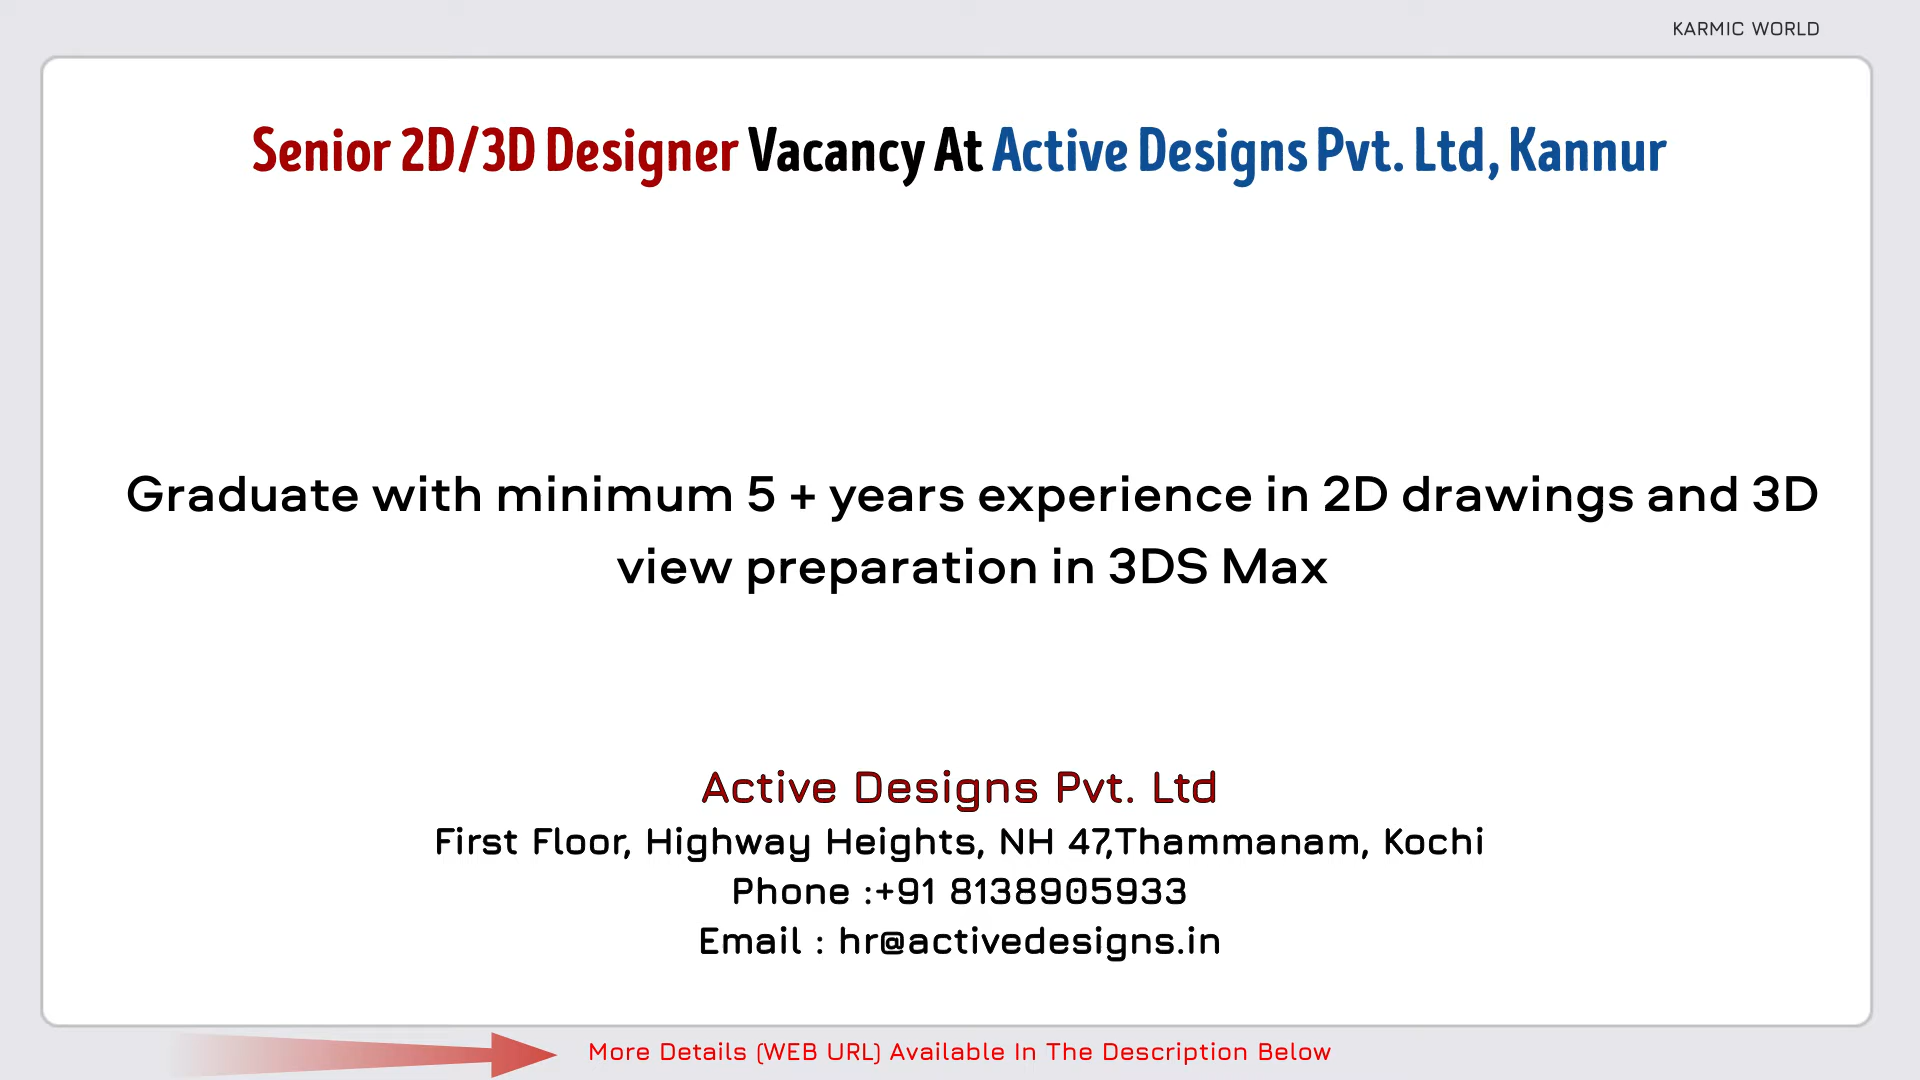 KARMIC WORLD
Senior 2D/3D Designer Vacancy At Active Designs Pvt. Ltd, Kannur
Graduate with minimum 5 + years experience in 2D drawings and 3D
view preparation in 3DS Max
Active Designs Pvt. Ltd
First Floor, Highway Heights, NH 47,Thammanam, Kochi
Phone :+91 8138905933
Email : hr@activedesigns.in
More Details (WEB URL) Available In The Description Below